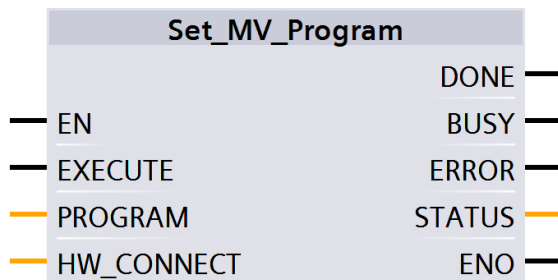 Set_MV_Program
DONE
EN BUSY
EXECUTE ERROR
PROGRAM STATUS
HW_CONNECT ENO